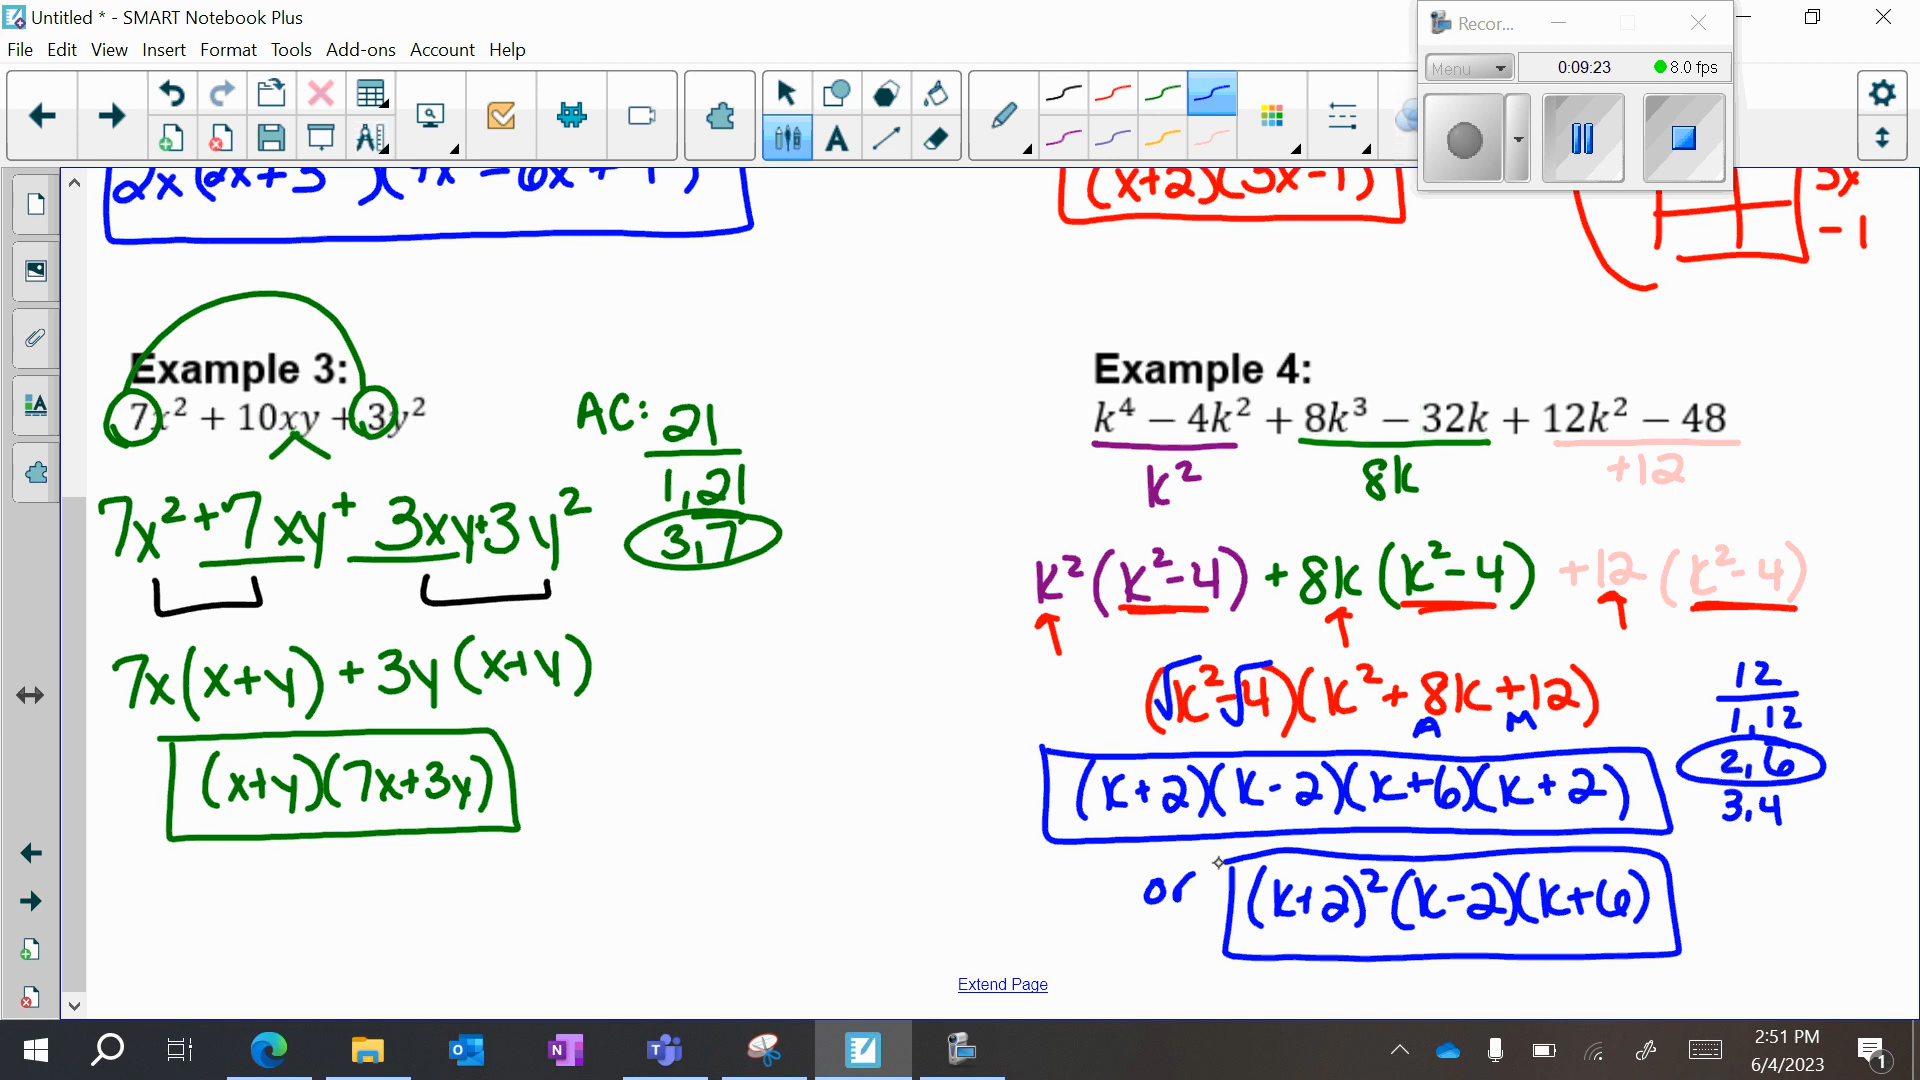 Untitled * - SMART Notebook Plus
File Edit View Insert Format Tools Add-ons Account Help
Recor...
Menu
0:09:23
8.0 fps
(x+2)(3x-1)
3x
-1
Example 3:
7x² + 10xy + 3y²
AC: 21
1,21
3,7
7x²+7xy+ 3xy+3y²
7x(x+y)+3y(x+y)
(x+y)(7x+3y)
Example 4:
k⁴ − 4k² + 8k³ − 32k + 12k² − 48
k²
8k
+12
k²(k²-4)+8k(k²-4)+12(k²-4)
(√k²-√4)(k²+8k+12)
A M
12
1,12
2,6
3,4
(k+2)(k-2)(k+6)(k+2)
or (k+2)²(k-2)(k+6)
Extend Page
2:51 PM
6/4/2023
1